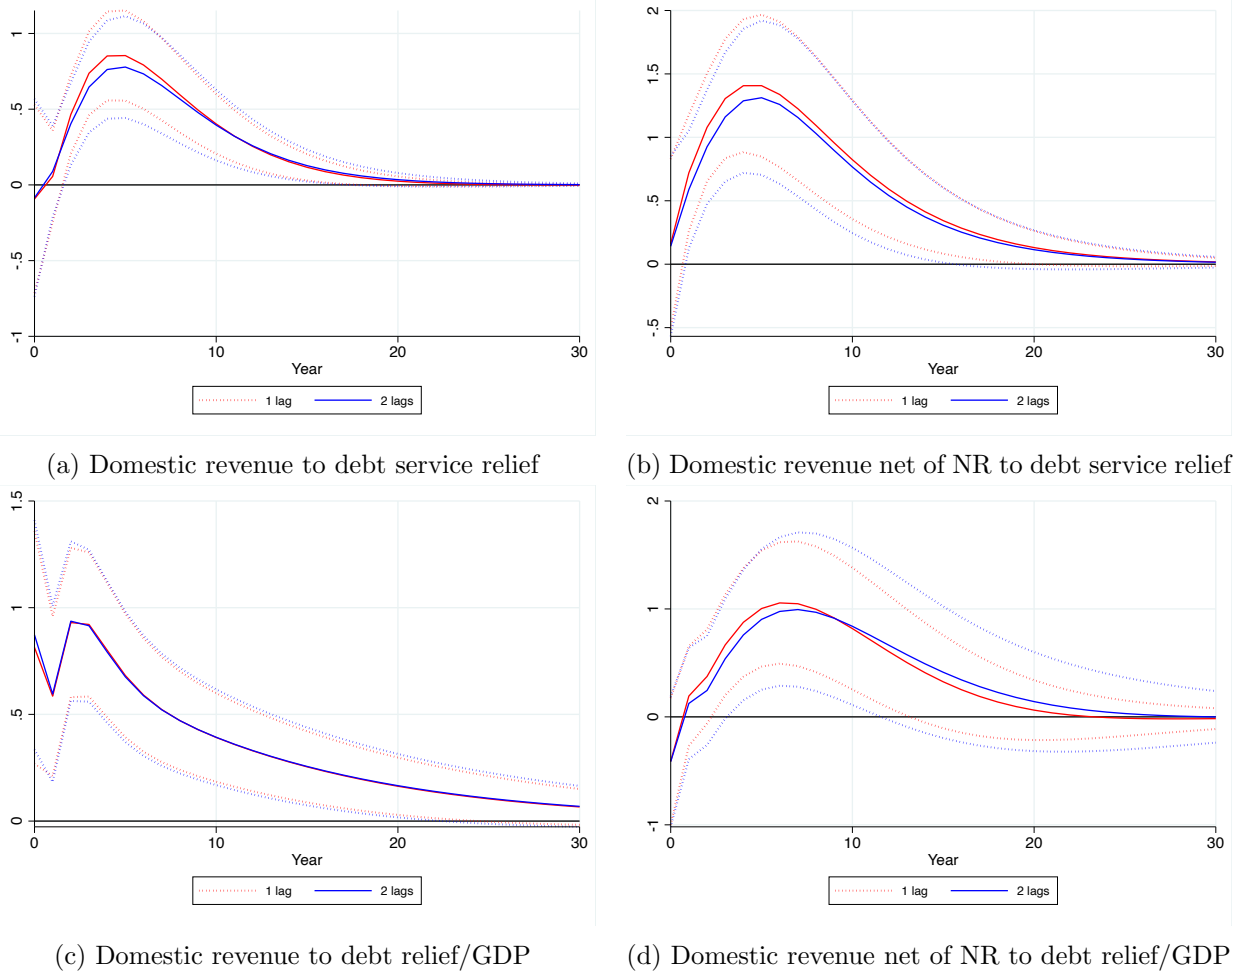 1
.5
0
-.5
-1
0 10 20 30
Year
1 lag 2 lags
(a) Domestic revenue to debt service relief
2
1.5
1
.5
0
-.5
0 10 20 30
Year
1 lag 2 lags
(b) Domestic revenue net of NR to debt service relief
1.5
1
.5
0
0 10 20 30
Year
1 lag 2 lags
(c) Domestic revenue to debt relief/GDP
2
1
0
-1
0 10 20 30
Year
1 lag 2 lags
(d) Domestic revenue net of NR to debt relief/GDP